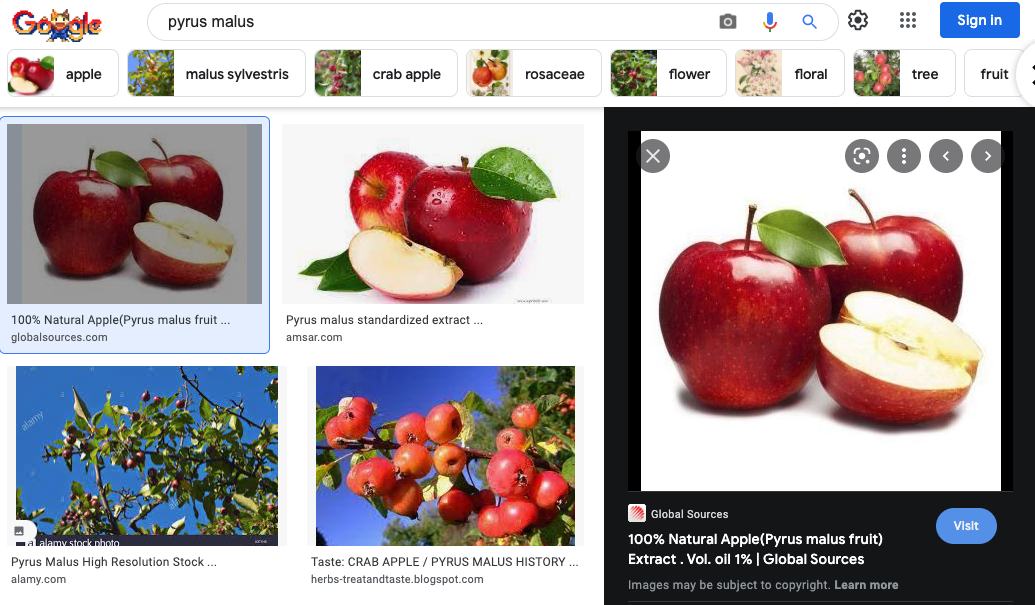 Google
pyrus malus
Sign in
apple
malus sylvestris
crab apple
rosaceae
flower
floral
tree
fruit
100% Natural Apple(Pyrus malus fruit ...
globalsources.com
Pyrus malus standardized extract ...
amsar.com
alamy
alamy stock photo
Pyrus Malus High Resolution Stock ...
alamy.com
Taste: CRAB APPLE / PYRUS MALUS HISTORY ...
herbs-treatandtaste.blogspot.com
Global Sources
Visit
100% Natural Apple(Pyrus malus fruit)
Extract . Vol. oil 1% | Global Sources
Images may be subject to copyright. Learn more